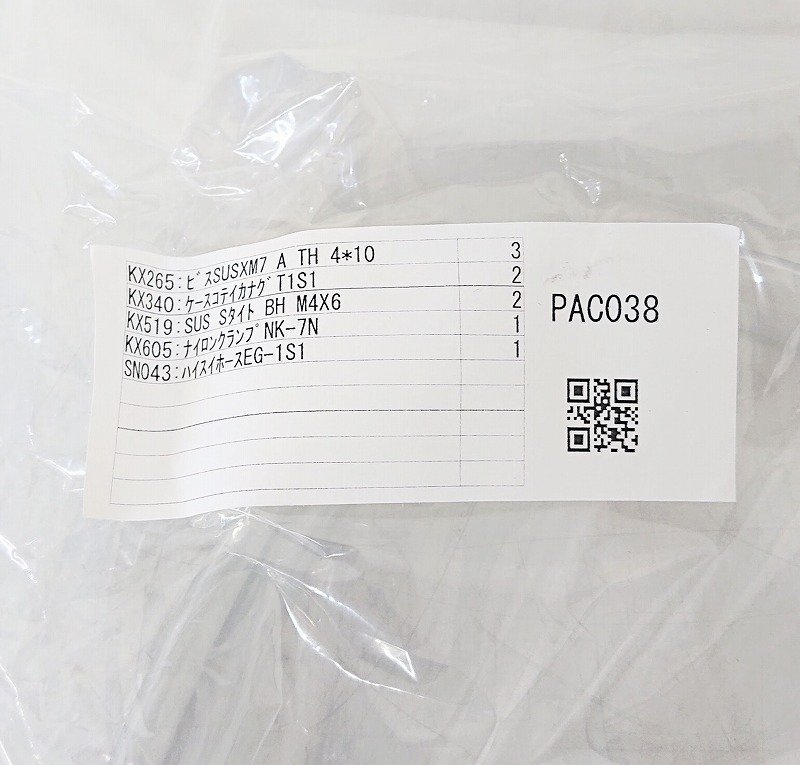 KX265:ﾋﾞｽSUSXM7 A TH 4*10 3
KX340:ｹｰｽｺﾃｲｶﾅｸﾞT1S1 2
KX519:SUS Sﾀｲﾄ BH M4X6 2
KX605:ﾅｲﾛﾝｸﾗﾝﾌﾟNK-7N 1
SN043:ﾊｲｽｲﾎｰｽEG-1S1 1
PAC038